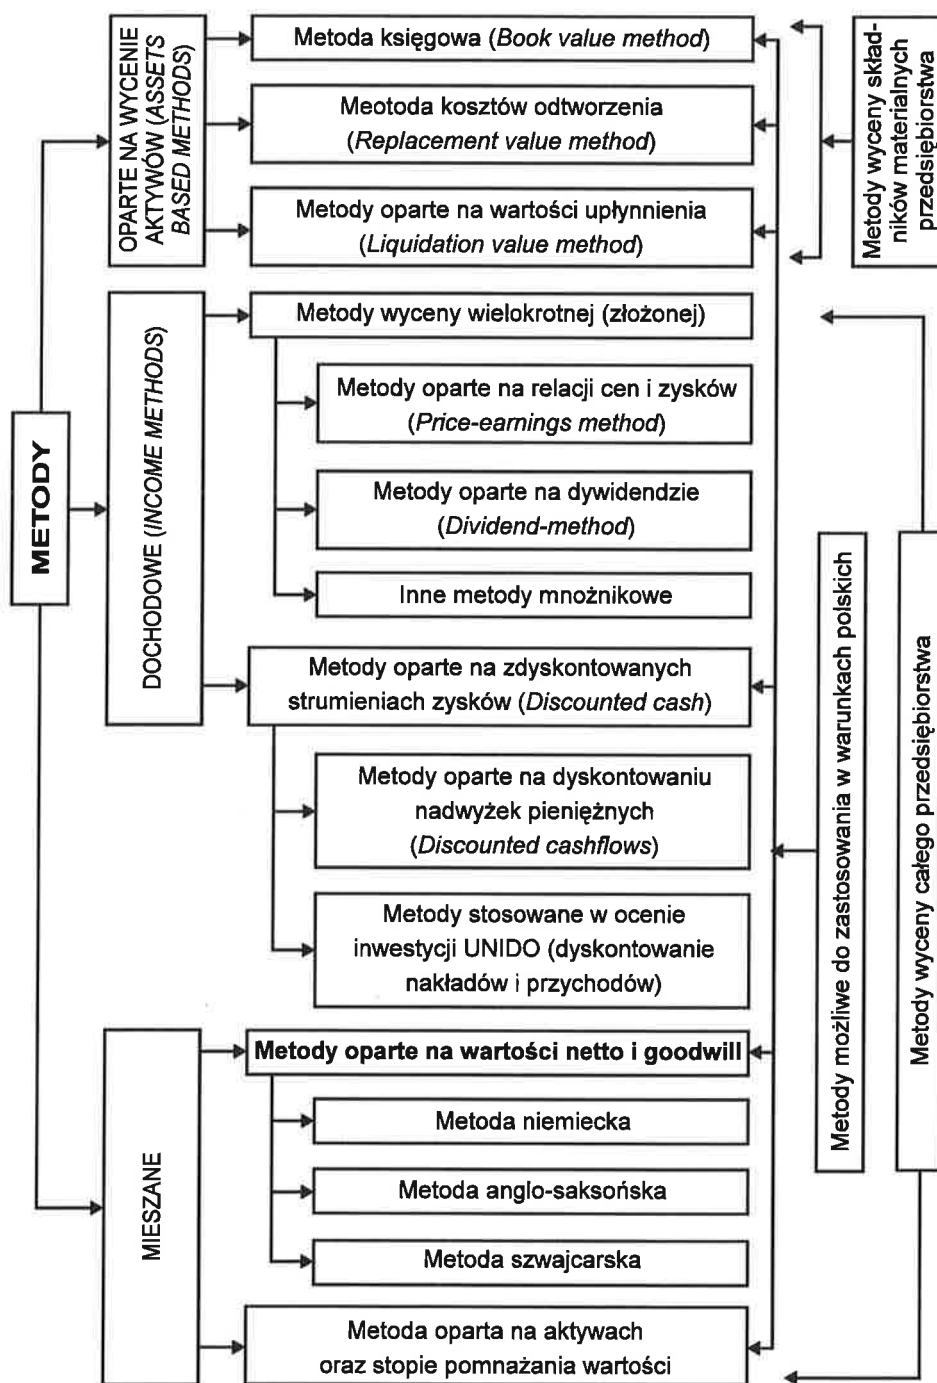 METODY
OPARTE NA WYCENIE
AKTYWÓW (ASSETS
BASED METHODS)
Metoda księgowa (Book value method)
Meotoda kosztów odtworzenia
(Replacement value method)
Metody oparte na wartości upłynnienia
(Liquidation value method)
DOCHODOWE (INCOME METHODS)
Metody wyceny wielokrotnej (złożonej)
Metody oparte na relacji cen i zysków
(Price-earnings method)
Metody oparte na dywidendzie
(Dividend-method)
Inne metody mnożnikowe
Metody oparte na zdyskontowanych
strumieniach zysków (Discounted cash)
Metody oparte na dyskontowaniu
nadwyżek pieniężnych
(Discounted cashflows)
Metody stosowane w ocenie
inwestycji UNIDO (dyskontowanie
nakładów i przychodów)
MIESZANE
Metody oparte na wartości netto i goodwill
Metoda niemiecka
Metoda anglo-saksońska
Metoda szwajcarska
Metoda oparta na aktywach
oraz stopie pomnażania wartości
Metody wyceny skład-
ników materialnych
przedsiębiorstwa
Metody możliwe do zastosowania w warunkach polskich
Metody wyceny całego przedsiębiorstwa